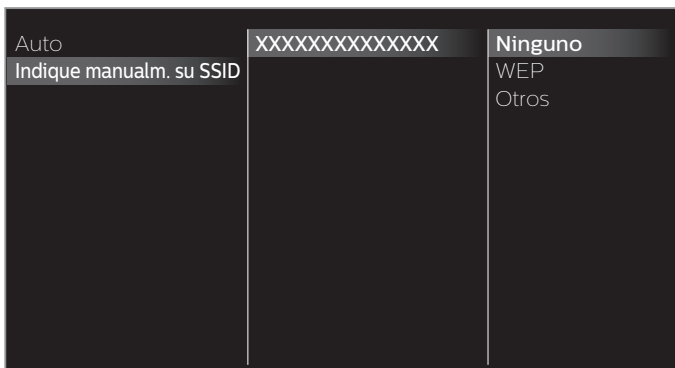 Auto
Indique manualm. su SSID
XXXXXXXXXXXXXX
Ninguno
WEP
Otros